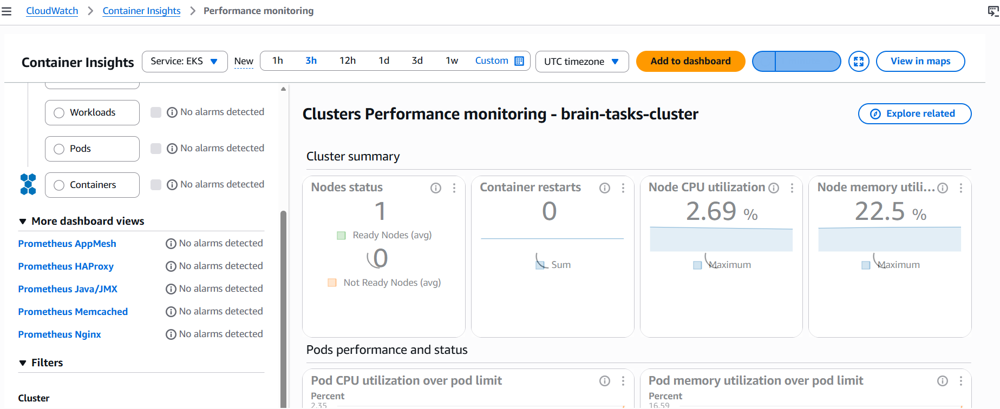 CloudWatch > Container Insights > Performance monitoring
Container Insights
Service: EKS
New
1h 3h 12h 1d 3d 1w Custom
UTC timezone
Add to dashboard
View in maps
Workloads
No alarms detected
Pods
No alarms detected
Containers
No alarms detected
More dashboard views
Prometheus AppMesh
No alarms detected
Prometheus HAProxy
No alarms detected
Prometheus Java/JMX
No alarms detected
Prometheus Memcached
No alarms detected
Prometheus Nginx
No alarms detected
Filters
Cluster
Clusters Performance monitoring - brain-tasks-cluster
Explore related
Cluster summary
Nodes status
1
Ready Nodes (avg)
0
Not Ready Nodes (avg)
Container restarts
0
Sum
Node CPU utilization
2.69 %
Maximum
Node memory utili...
22.5 %
Maximum
Pods performance and status
Pod CPU utilization over pod limit
Percent
2.35
Pod memory utilization over pod limit
Percent
16.59